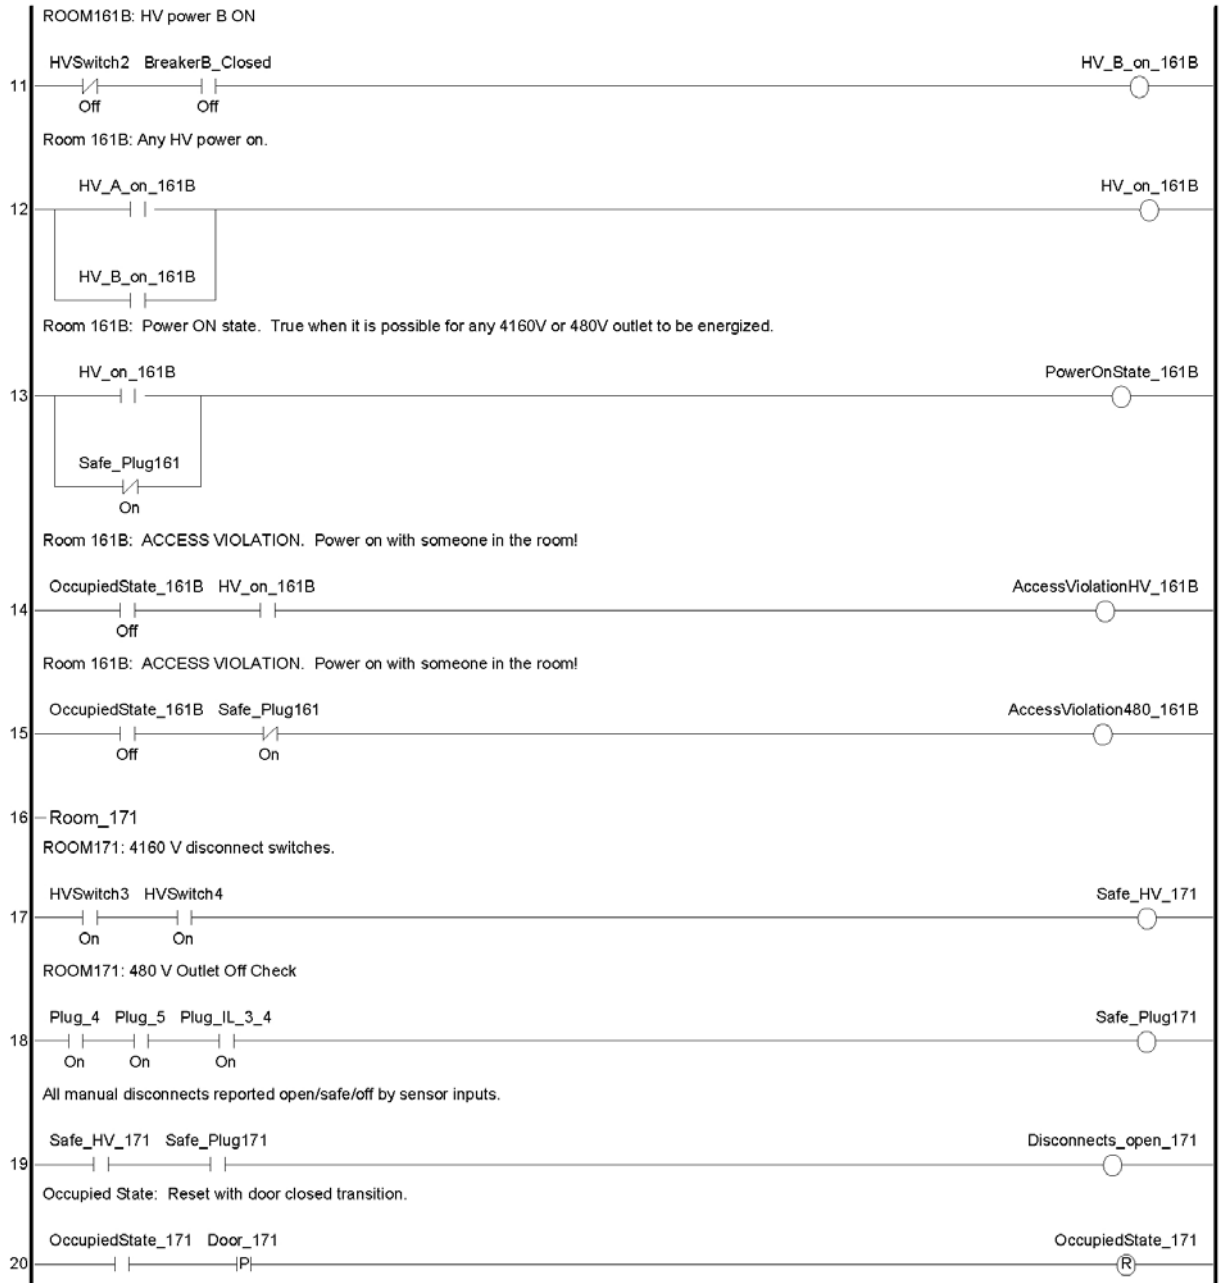 ROOM161B: HV power B ON
HVSwitch2 BreakerB_Closed HV_B_on_161B
11
Off Off
Room 161B: Any HV power on.
HV_A_on_161B HV_on_161B
12
HV_B_on_161B
Room 161B: Power ON state. True when it is possible for any 4160V or 480V outlet to be energized.
HV_on_161B PowerOnState_161B
13
Safe_Plug161
On
Room 161B: ACCESS VIOLATION. Power on with someone in the room!
OccupiedState_161B HV_on_161B AccessViolationHV_161B
14
Off
Room 161B: ACCESS VIOLATION. Power on with someone in the room!
OccupiedState_161B Safe_Plug161 AccessViolation480_161B
15
Off On
16 Room_171
ROOM171: 4160 V disconnect switches.
HVSwitch3 HVSwitch4 Safe_HV_171
17
On On
ROOM171: 480 V Outlet Off Check
Plug_4 Plug_5 Plug_IL_3_4 Safe_Plug171
18
On On On
All manual disconnects reported open/safe/off by sensor inputs.
Safe_HV_171 Safe_Plug171 Disconnects_open_171
19
Occupied State: Reset with door closed transition.
OccupiedState_171 Door_171 OccupiedState_171
20 P R